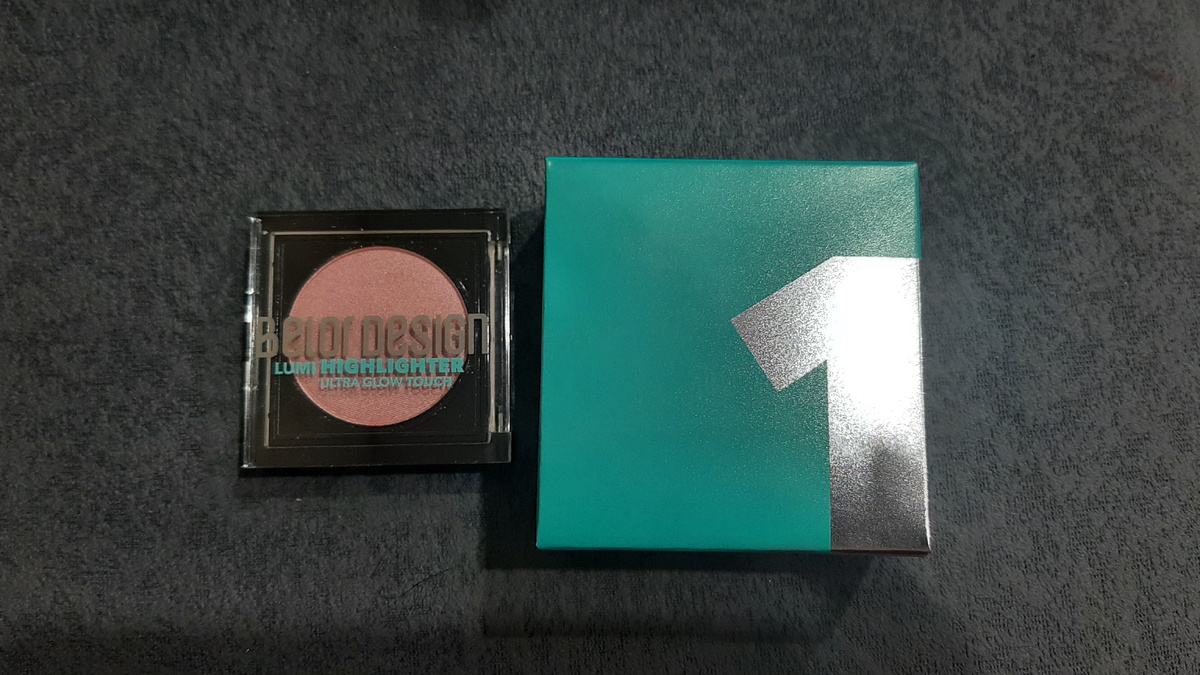 Belor Design
LUMI HIGHLIGHTER
ULTRA GLOW TOUCH
1